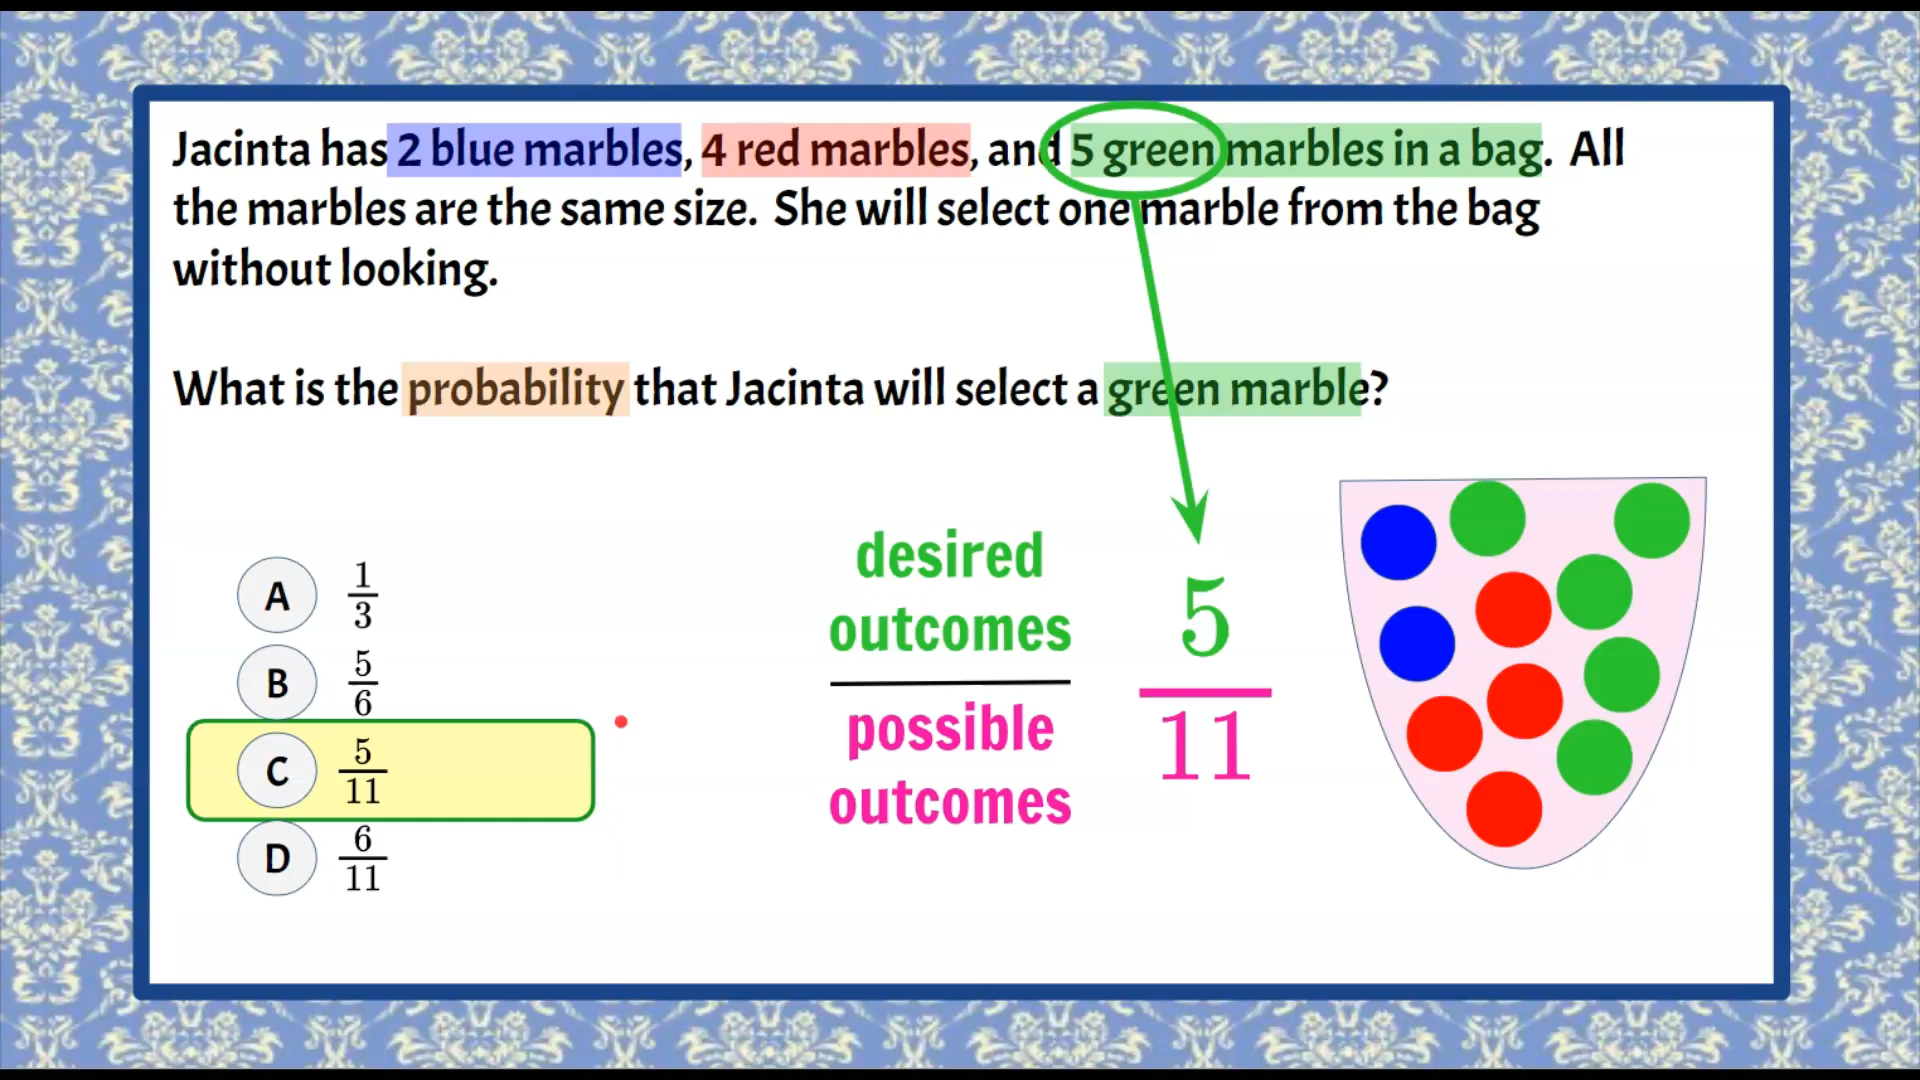 Jacinta has 2 blue marbles, 4 red marbles, and 5 green marbles in a bag. All
the marbles are the same size. She will select one marble from the bag
without looking.
What is the probability that Jacinta will select a green marble?
A 1/3
B 5/6
C 5/11
D 6/11
desired
outcomes
possible
outcomes
5
11